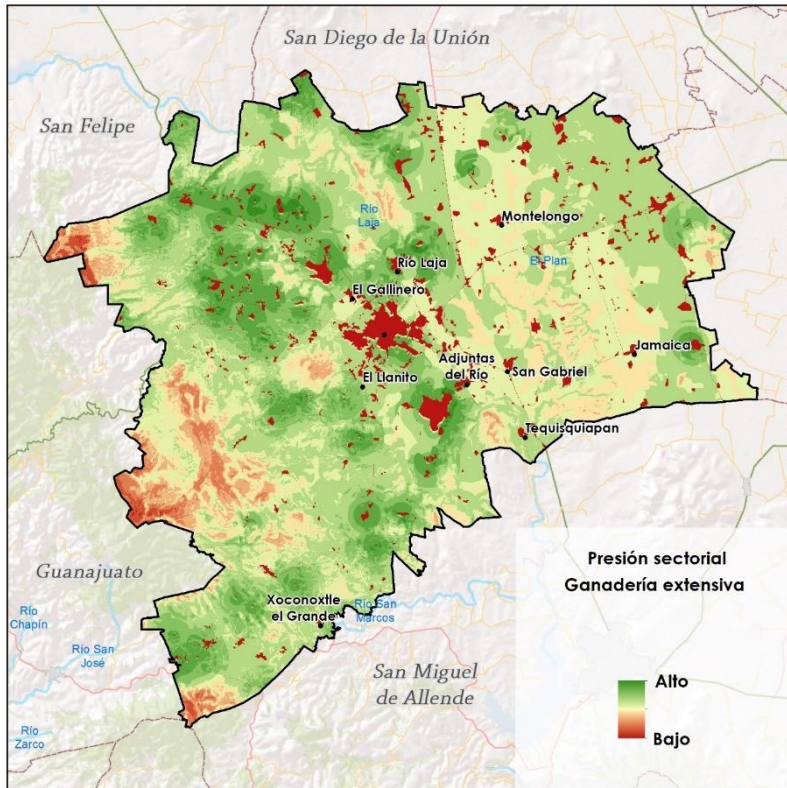 San Diego de la Unión
San Felipe
Río
Laja
Montelongo
Río Laja
El Plan
El Gallinero
Jamaica
Adjuntas
del Río
San Gabriel
El Llanito
Tequisquiapan
Presión sectorial
Ganadería extensiva
Guanajuato
Xoconoxtle
el Grande
Río San
Marcos
Río
Chapín
Río San
José
San Miguel
de Allende
Alto
Bajo
Río
Zarco